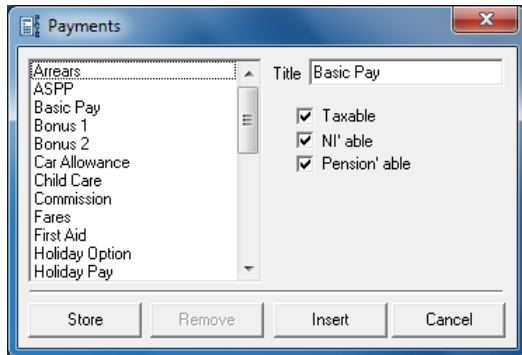 Payments
Arrears
ASPP
Basic Pay
Bonus 1
Bonus 2
Car Allowance
Child Care
Commission
Fares
First Aid
Holiday Option
Holiday Pay
Title Basic Pay
Taxable
NI' able
Pension' able
Store Remove Insert Cancel